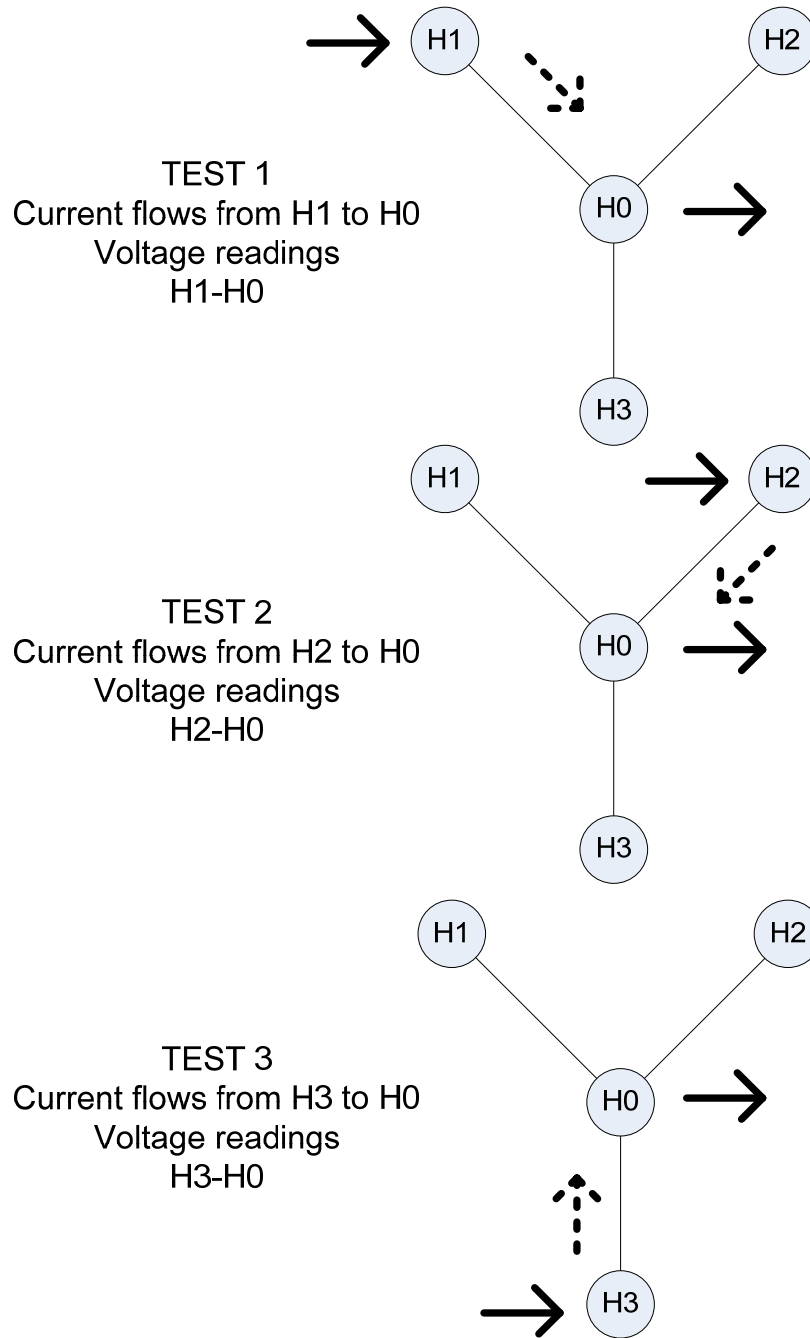 H1
H2
TEST 1
Current flows from H1 to H0
Voltage readings
H1-H0
H0
H3
H1
H2
TEST 2
Current flows from H2 to H0
Voltage readings
H2-H0
H0
H3
H1
H2
TEST 3
Current flows from H3 to H0
Voltage readings
H3-H0
H0
H3